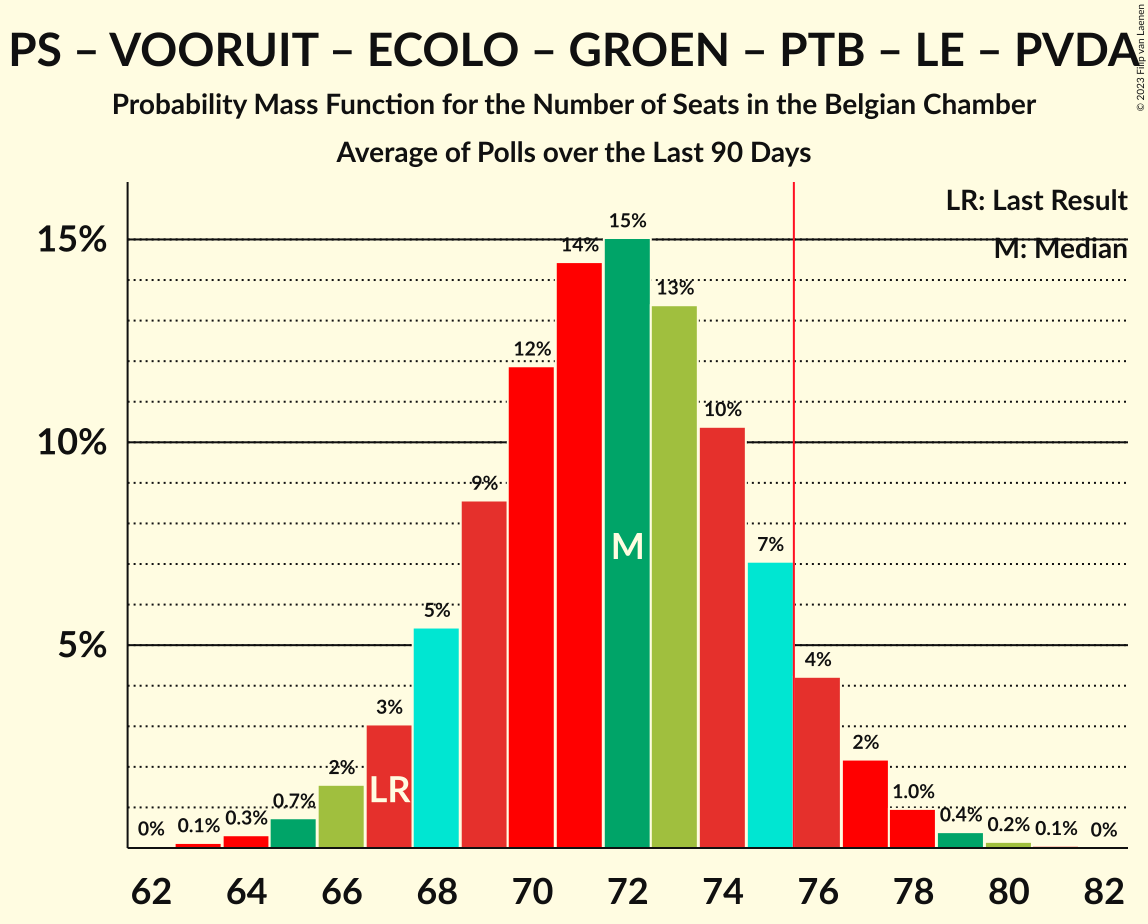 PS – VOORUIT – ECOLO – GROEN – PTB – LE – PVDA
© 2023 Filip van Laenen
Probability Mass Function for the Number of Seats in the Belgian Chamber
Average of Polls over the Last 90 Days
LR: Last Result
M: Median
15%
10%
5%
0%
0.1%
0.3%
0.7%
2%
3%
5%
9%
12%
14%
15%
13%
10%
7%
4%
2%
1.0%
0.4%
0.2%
0.1%
0%
LR
M
62 64 66 68 70 72 74 76 78 80 82